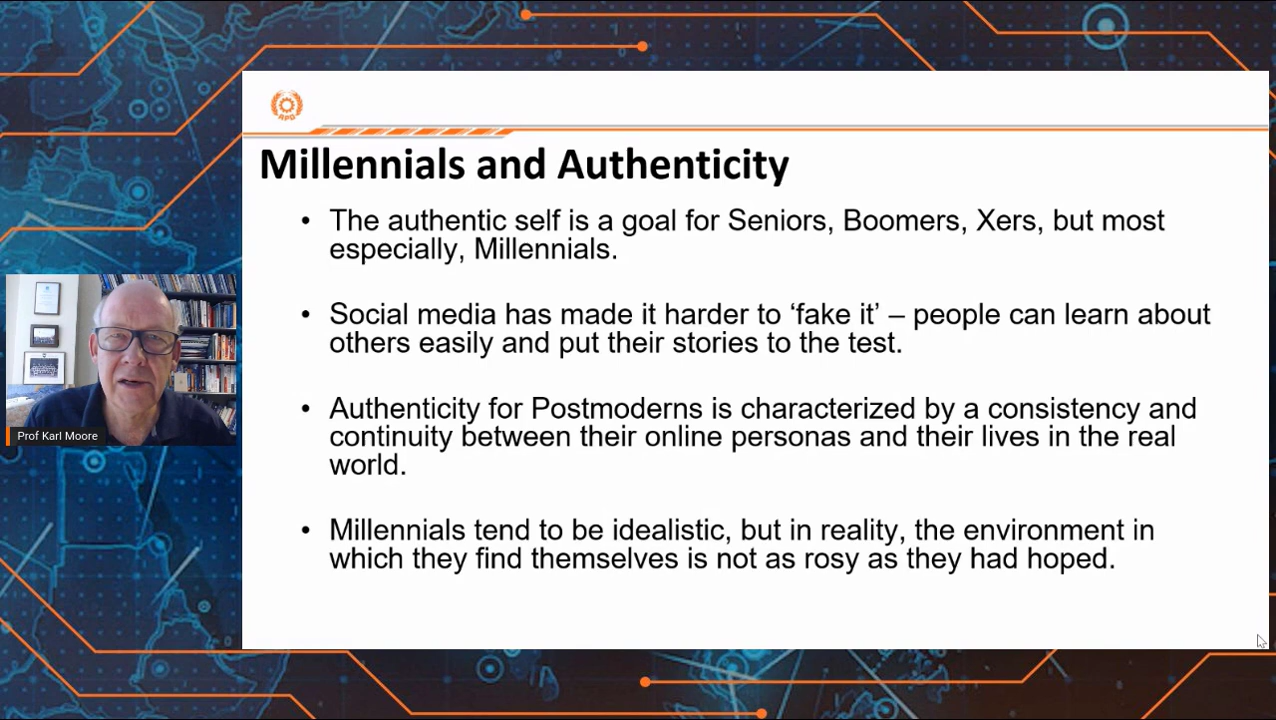 APO
Millennials and Authenticity
• The authentic self is a goal for Seniors, Boomers, Xers, but most
especially, Millennials.
• Social media has made it harder to ‘fake it’ – people can learn about
others easily and put their stories to the test.
• Authenticity for Postmoderns is characterized by a consistency and
continuity between their online personas and their lives in the real
world.
• Millennials tend to be idealistic, but in reality, the environment in
which they find themselves is not as rosy as they had hoped.
Prof Karl Moore